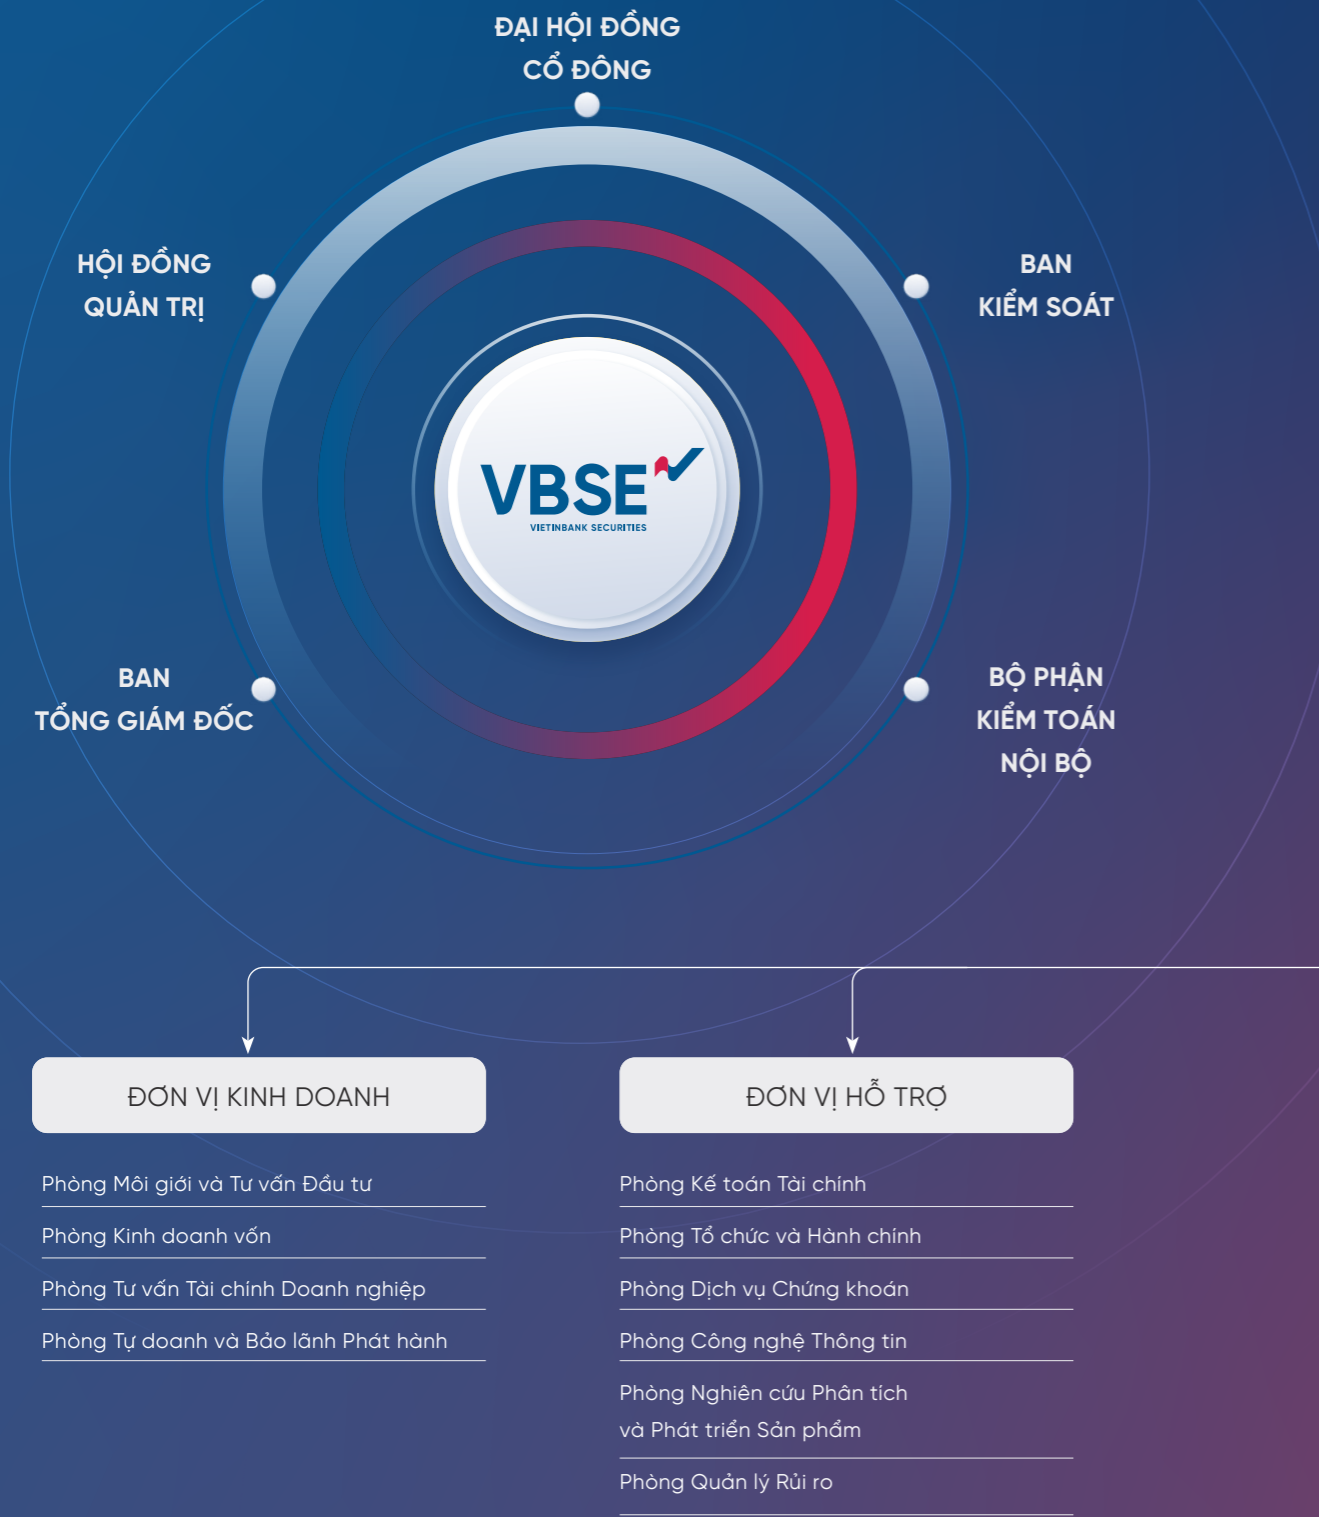 ĐẠI HỘI ĐỒNG
CỔ ĐÔNG
HỘI ĐỒNG
QUẢN TRỊ
BAN
KIỂM SOÁT
VBSE
VIETINBANK SECURITIES
BAN
TỔNG GIÁM ĐỐC
BỘ PHẬN
KIỂM TOÁN
NỘI BỘ
ĐƠN VỊ KINH DOANH
Phòng Môi giới và Tư vấn Đầu tư
Phòng Kinh doanh vốn
Phòng Tư vấn Tài chính Doanh nghiệp
Phòng Tự doanh và Bảo lãnh Phát hành
ĐƠN VỊ HỖ TRỢ
Phòng Kế toán Tài chính
Phòng Tổ chức và Hành chính
Phòng Dịch vụ Chứng khoán
Phòng Công nghệ Thông tin
Phòng Nghiên cứu Phân tích
và Phát triển Sản phẩm
Phòng Quản lý Rủi ro